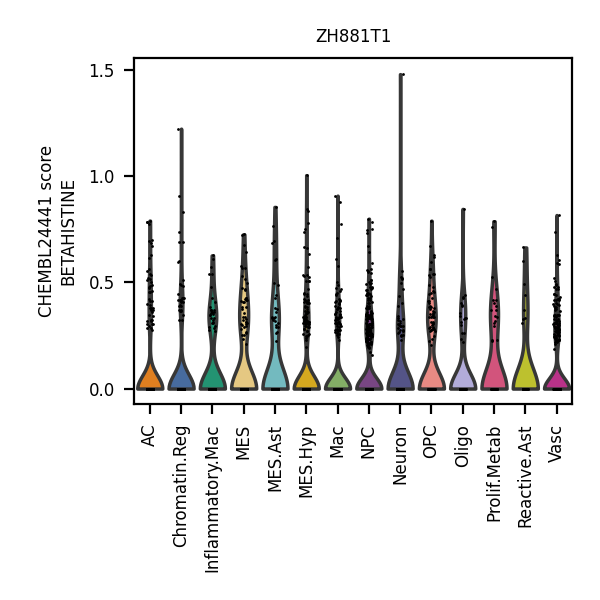 ZH881T1
CHEMBL24441 score
BETAHISTINE
1.5
1.0
0.5
0.0
AC
Chromatin.Reg
Inflammatory.Mac
MES
MES.Ast
MES.Hyp
Mac
NPC
Neuron
OPC
Oligo
Prolif.Metab
Reactive.Ast
Vasc